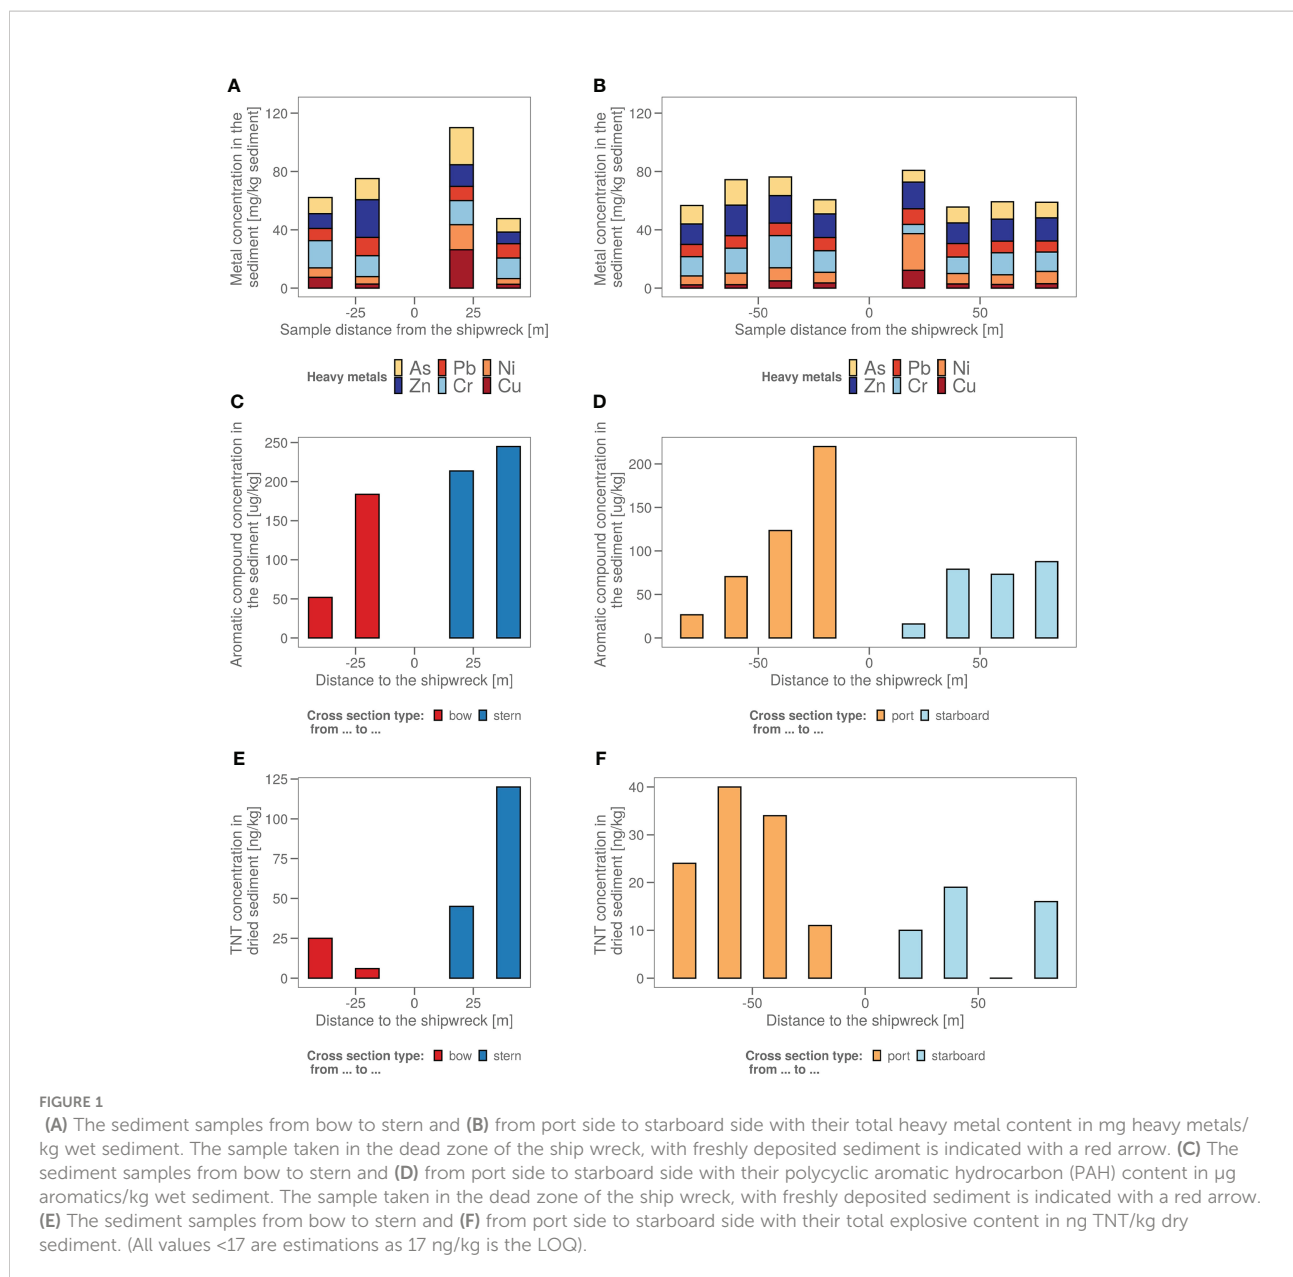 A
B
Metal concentration in the
sediment [mg/kg sediment]
120
80
40
0
-25
0
25
Sample distance from the shipwreck [m]
Metal concentration in the
sediment [mg/kg sediment]
120
80
40
0
-50
0
50
Sample distance from the shipwreck [m]
Heavy metals
As Pb Ni
Zn Cr Cu
Heavy metals
As Pb Ni
Zn Cr Cu
C
D
Aromatic compound concentration in
the sediment [ug/kg]
250
200
150
100
50
0
-25
0
25
Distance to the shipwreck [m]
Cross section type: bow stern
from ... to ...
Aromatic compound concentration in
the sediment [ug/kg]
200
150
100
50
0
-50
0
50
Distance to the shipwreck [m]
Cross section type: port starboard
from ... to ...
E
F
TNT concentration in
dried sediment [ng/kg]
125
100
75
50
25
0
-25
0
25
Distance to the shipwreck [m]
Cross section type: bow stern
from ... to ...
TNT concentration in
dried sediment [ng/kg]
40
30
20
10
0
-50
0
50
Distance to the shipwreck [m]
Cross section type: port starboard
from ... to ...
FIGURE 1
(A) The sediment samples from bow to stern and (B) from port side to starboard side with their total heavy metal content in mg heavy metals/
kg wet sediment. The sample taken in the dead zone of the ship wreck, with freshly deposited sediment is indicated with a red arrow. (C) The
sediment samples from bow to stern and (D) from port side to starboard side with their polycyclic aromatic hydrocarbon (PAH) content in µg
aromatics/kg wet sediment. The sample taken in the dead zone of the ship wreck, with freshly deposited sediment is indicated with a red arrow.
(E) The sediment samples from bow to stern and (F) from port side to starboard side with their total explosive content in ng TNT/kg dry
sediment. (All values <17 are estimations as 17 ng/kg is the LOQ).